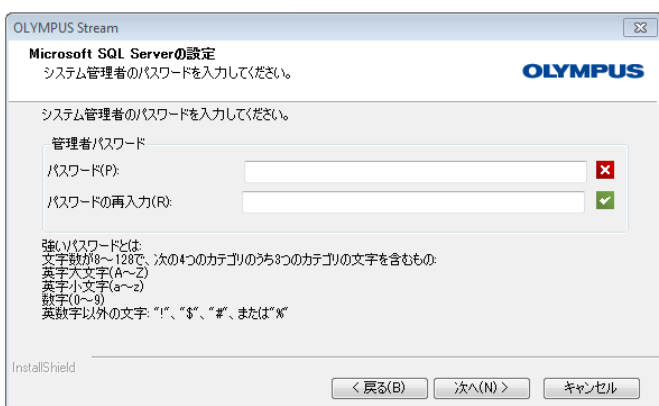 OLYMPUS Stream
Microsoft SQL Serverの設定
システム管理者のパスワードを入力してください。
OLYMPUS
システム管理者のパスワードを入力してください。
管理者パスワード
パスワード(P):
パスワードの再入力(R):
強いパスワードとは:
文字数が8～128で、次の4つのカテゴリのうち3つのカテゴリの文字を含むもの:
英字大文字(A～Z)
英字小文字(a～z)
数字(0～9)
英数字以外の文字: "!"、"$"、"#"、または"%"
InstallShield
< 戻る(B)
次へ(N) >
キャンセル